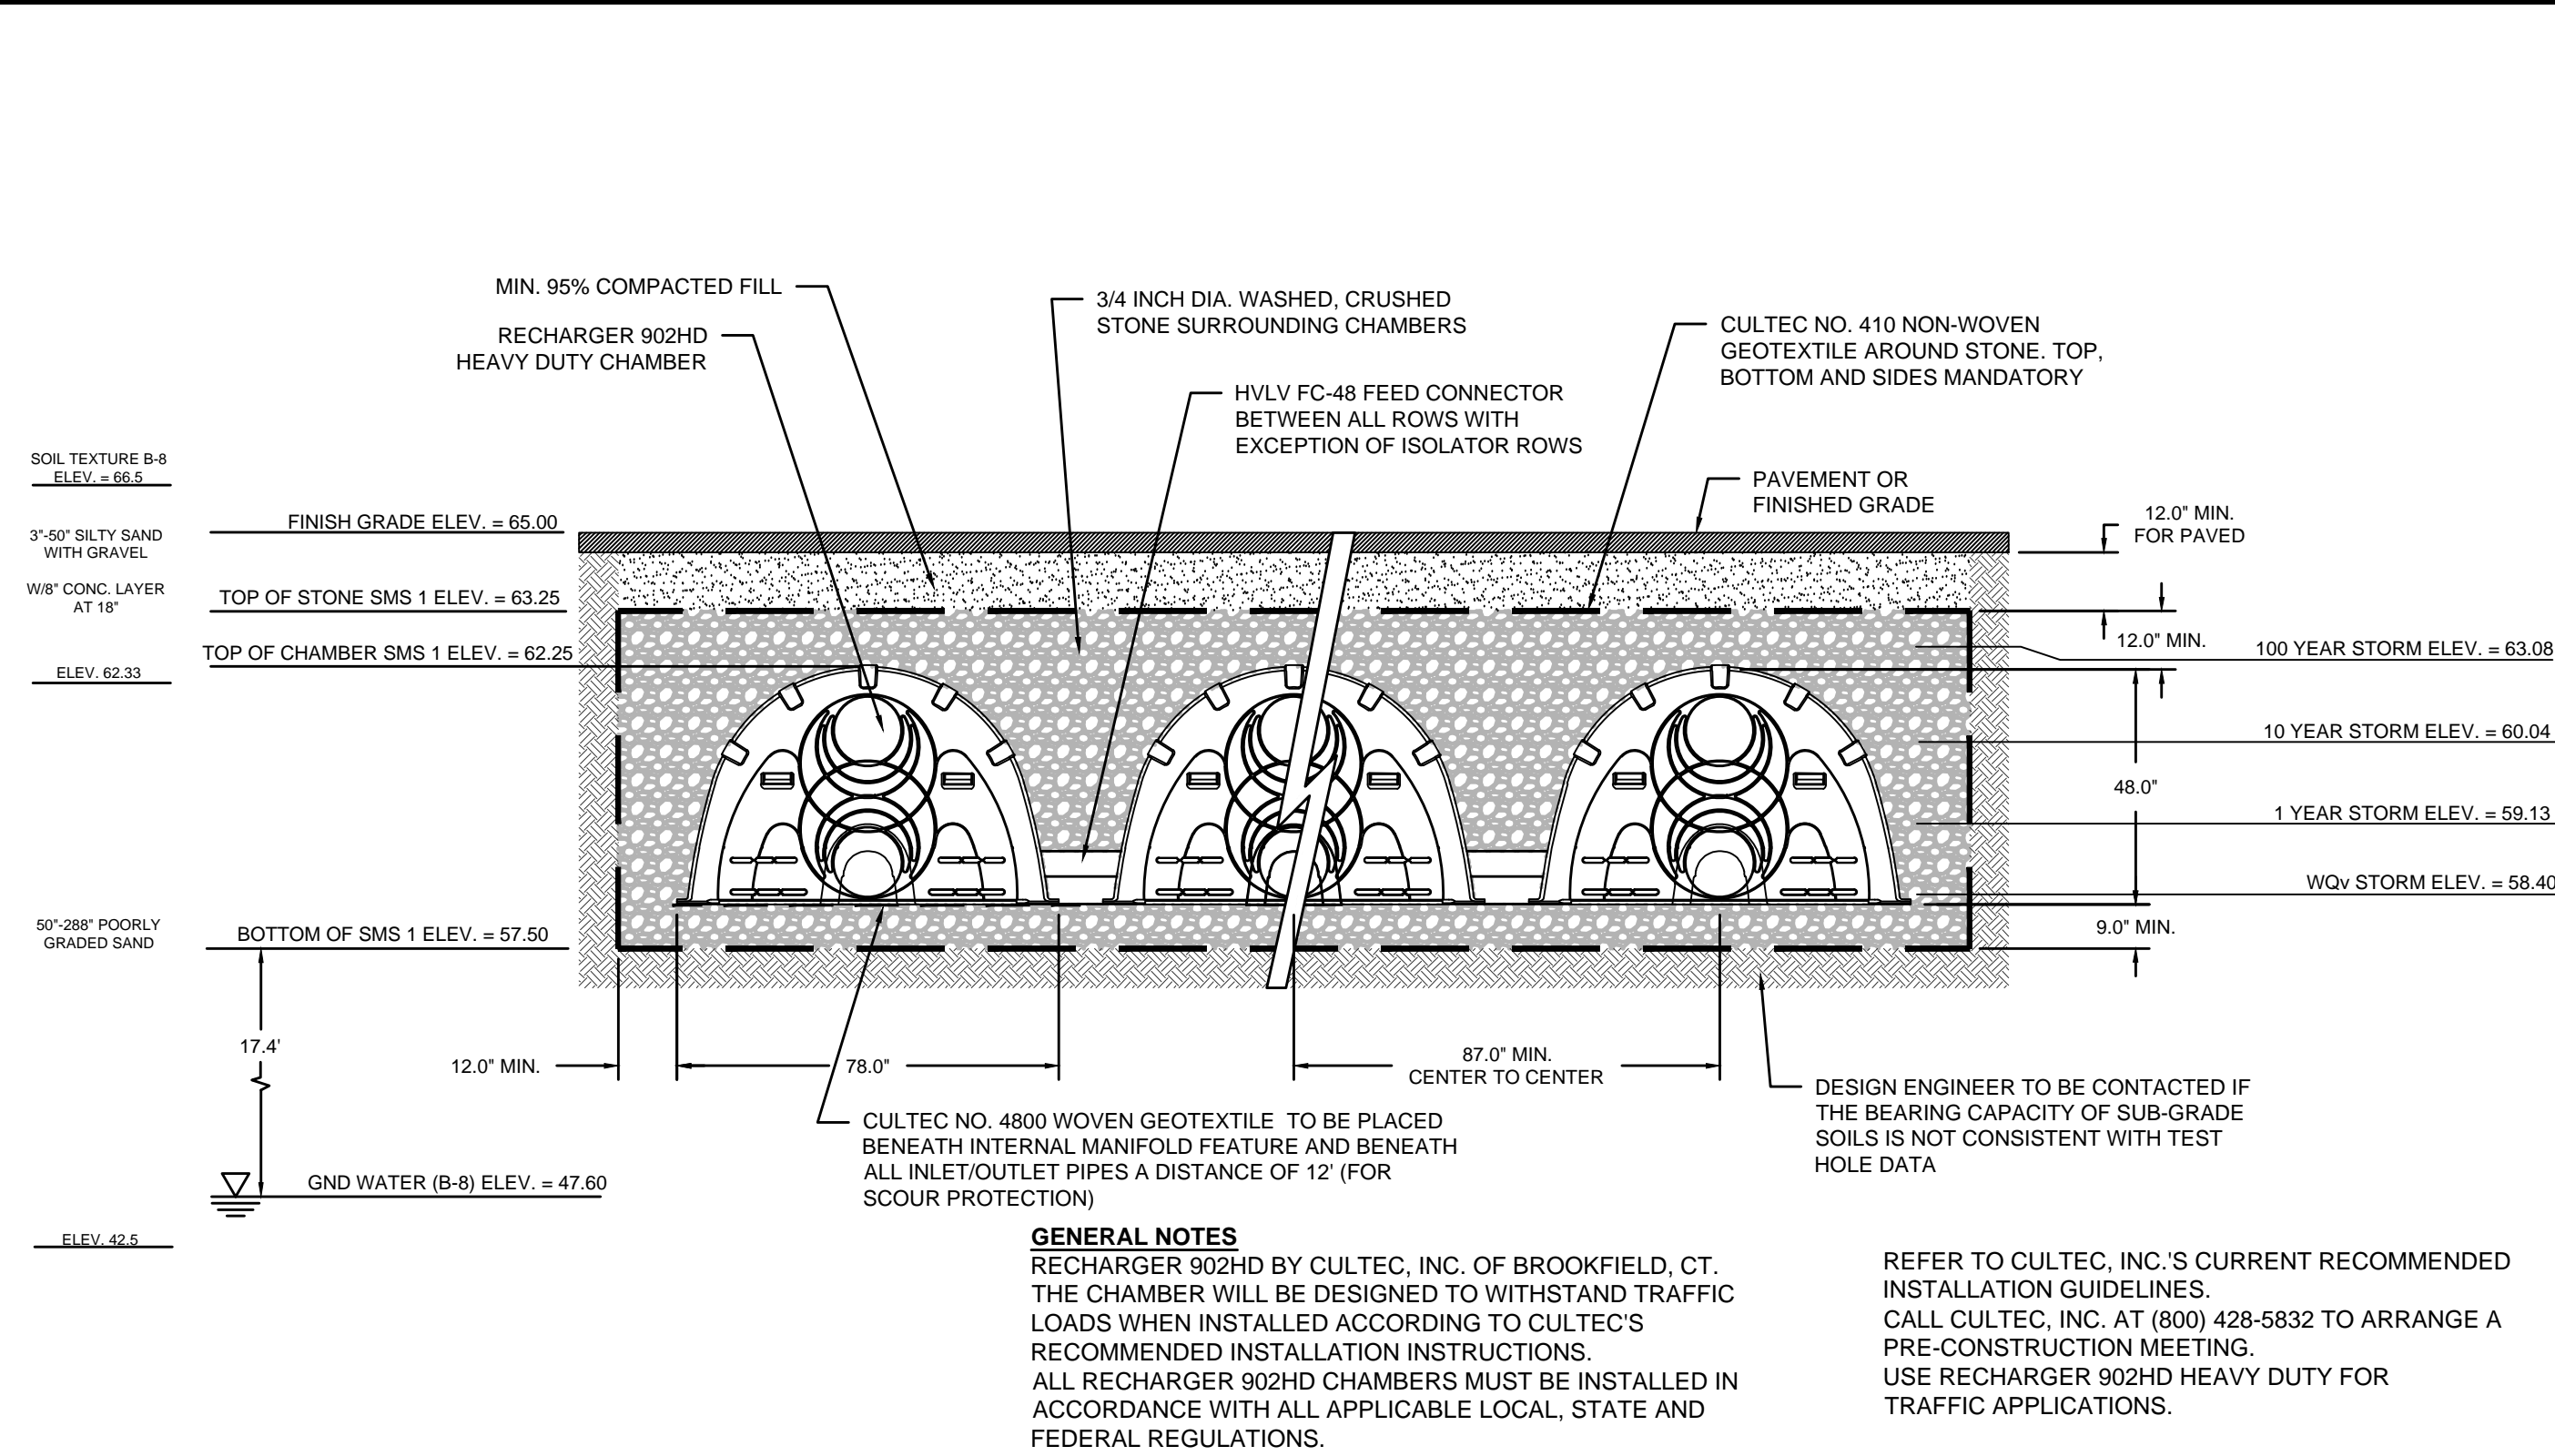 MIN. 95% COMPACTED FILL
RECHARGER 902HD
HEAVY DUTY CHAMBER
3/4 INCH DIA. WASHED, CRUSHED
STONE SURROUNDING CHAMBERS
HVLV FC-48 FEED CONNECTOR
BETWEEN ALL ROWS WITH
EXCEPTION OF ISOLATOR ROWS
CULTEC NO. 410 NON-WOVEN
GEOTEXTILE AROUND STONE. TOP,
BOTTOM AND SIDES MANDATORY
PAVEMENT OR
FINISHED GRADE
SOIL TEXTURE B-8
ELEV. = 66.5
3"-50" SILTY SAND
WITH GRAVEL
W/8" CONC. LAYER
AT 18"
ELEV. 62.33
50"-288" POORLY
GRADED SAND
ELEV. 42.5
FINISH GRADE ELEV. = 65.00
TOP OF STONE SMS 1 ELEV. = 63.25
TOP OF CHAMBER SMS 1 ELEV. = 62.25
BOTTOM OF SMS 1 ELEV. = 57.50
17.4'
GND WATER (B-8) ELEV. = 47.60
12.0" MIN.
FOR PAVED
12.0" MIN.
48.0"
9.0" MIN.
100 YEAR STORM ELEV. = 63.08
10 YEAR STORM ELEV. = 60.04
1 YEAR STORM ELEV. = 59.13
WQv STORM ELEV. = 58.40
12.0" MIN.
78.0"
87.0" MIN.
CENTER TO CENTER
CULTEC NO. 4800 WOVEN GEOTEXTILE TO BE PLACED
BENEATH INTERNAL MANIFOLD FEATURE AND BENEATH
ALL INLET/OUTLET PIPES A DISTANCE OF 12' (FOR
SCOUR PROTECTION)
DESIGN ENGINEER TO BE CONTACTED IF
THE BEARING CAPACITY OF SUB-GRADE
SOILS IS NOT CONSISTENT WITH TEST
HOLE DATA
GENERAL NOTES
RECHARGER 902HD BY CULTEC, INC. OF BROOKFIELD, CT.
THE CHAMBER WILL BE DESIGNED TO WITHSTAND TRAFFIC
LOADS WHEN INSTALLED ACCORDING TO CULTEC'S
RECOMMENDED INSTALLATION INSTRUCTIONS.
ALL RECHARGER 902HD CHAMBERS MUST BE INSTALLED IN
ACCORDANCE WITH ALL APPLICABLE LOCAL, STATE AND
FEDERAL REGULATIONS.
REFER TO CULTEC, INC.'S CURRENT RECOMMENDED
INSTALLATION GUIDELINES.
CALL CULTEC, INC. AT (800) 428-5832 TO ARRANGE A
PRE-CONSTRUCTION MEETING.
USE RECHARGER 902HD HEAVY DUTY FOR
TRAFFIC APPLICATIONS.